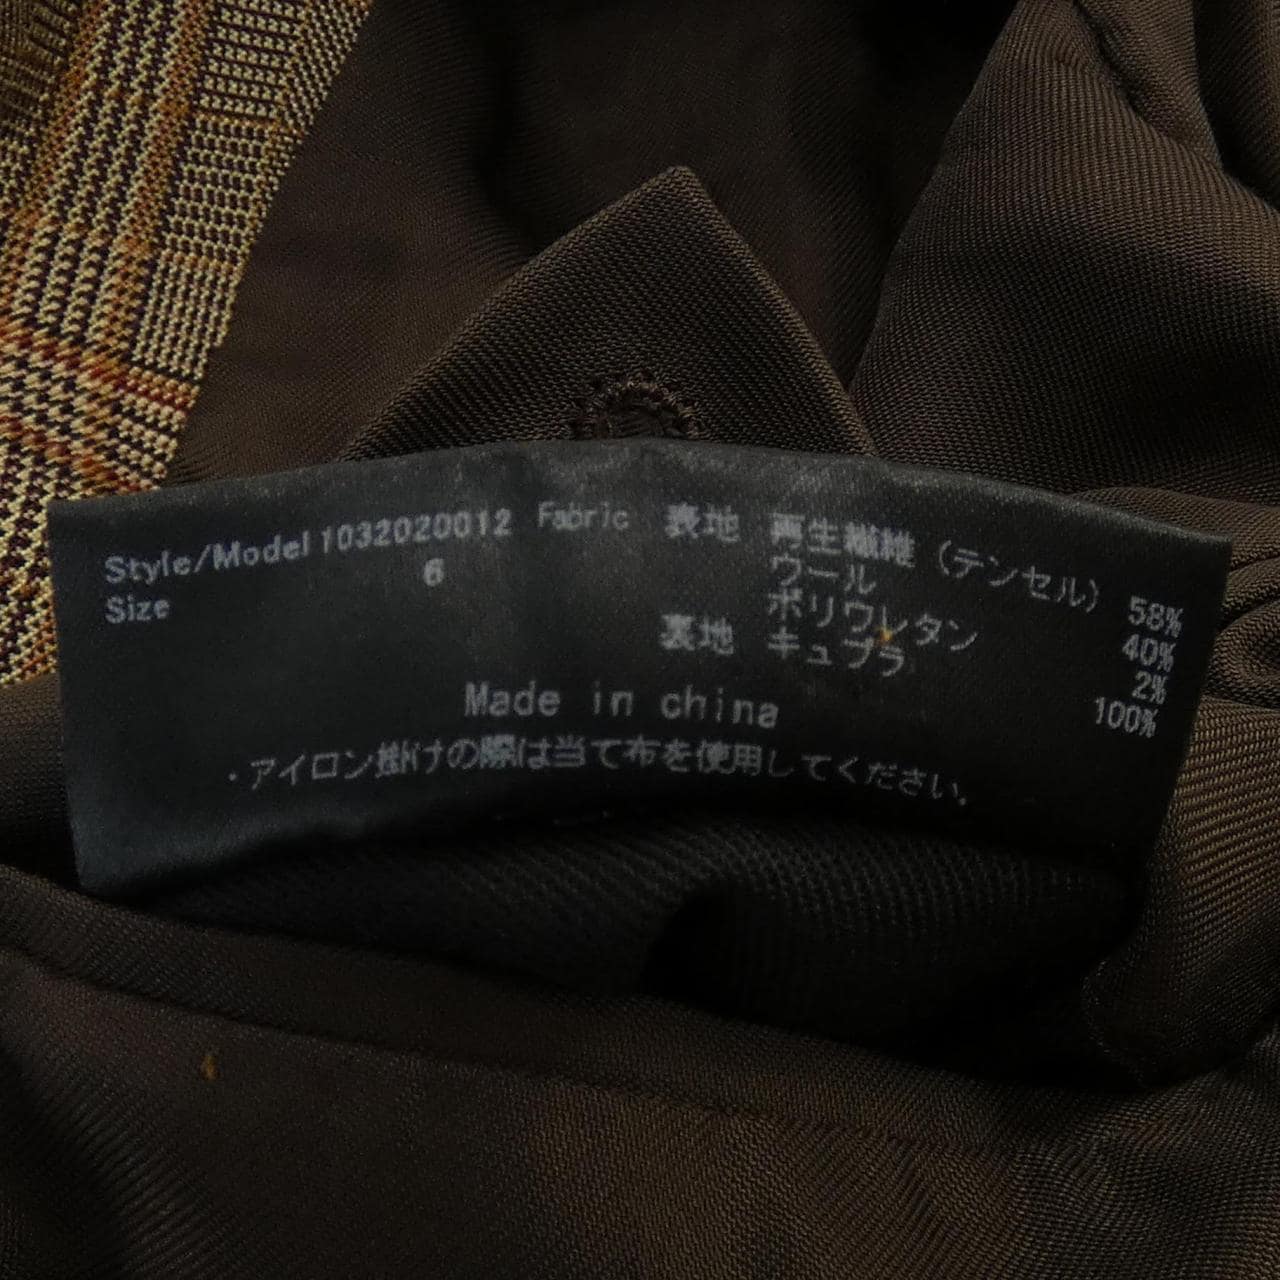 Style/Model 1032020012 Fabric 表地 再生繊維（テンセル） 58%
Size 6 ウール 40%
ポリウレタン 2%
裏地 キュプラ 100%
Made in china
・アイロン掛けの際は当て布を使用してください。